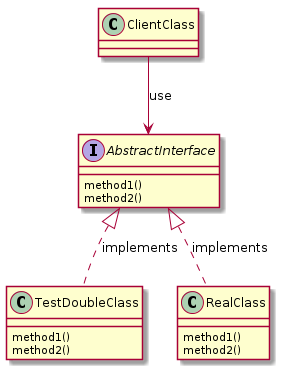 C ClientClass
use
I AbstractInterface
method1()
method2()
implements
implements
C TestDoubleClass
method1()
method2()
C RealClass
method1()
method2()